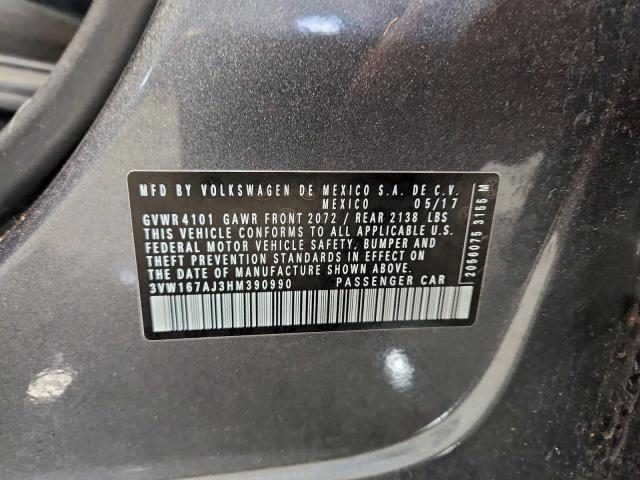 MFD BY VOLKSWAGEN DE MEXICO S.A. DE C.V.
MEXICO 05/17
GVWR 4101 GAWR FRONT 2072 / REAR 2138 LBS
THIS VEHICLE CONFORMS TO ALL APPLICABLE U.S.
FEDERAL MOTOR VEHICLE SAFETY, BUMPER AND
THEFT PREVENTION STANDARDS IN EFFECT ON
THE DATE OF MANUFACTURE SHOWN ABOVE.
3VW167AJ3HM390990 PASSENGER CAR
2056075 3155 M